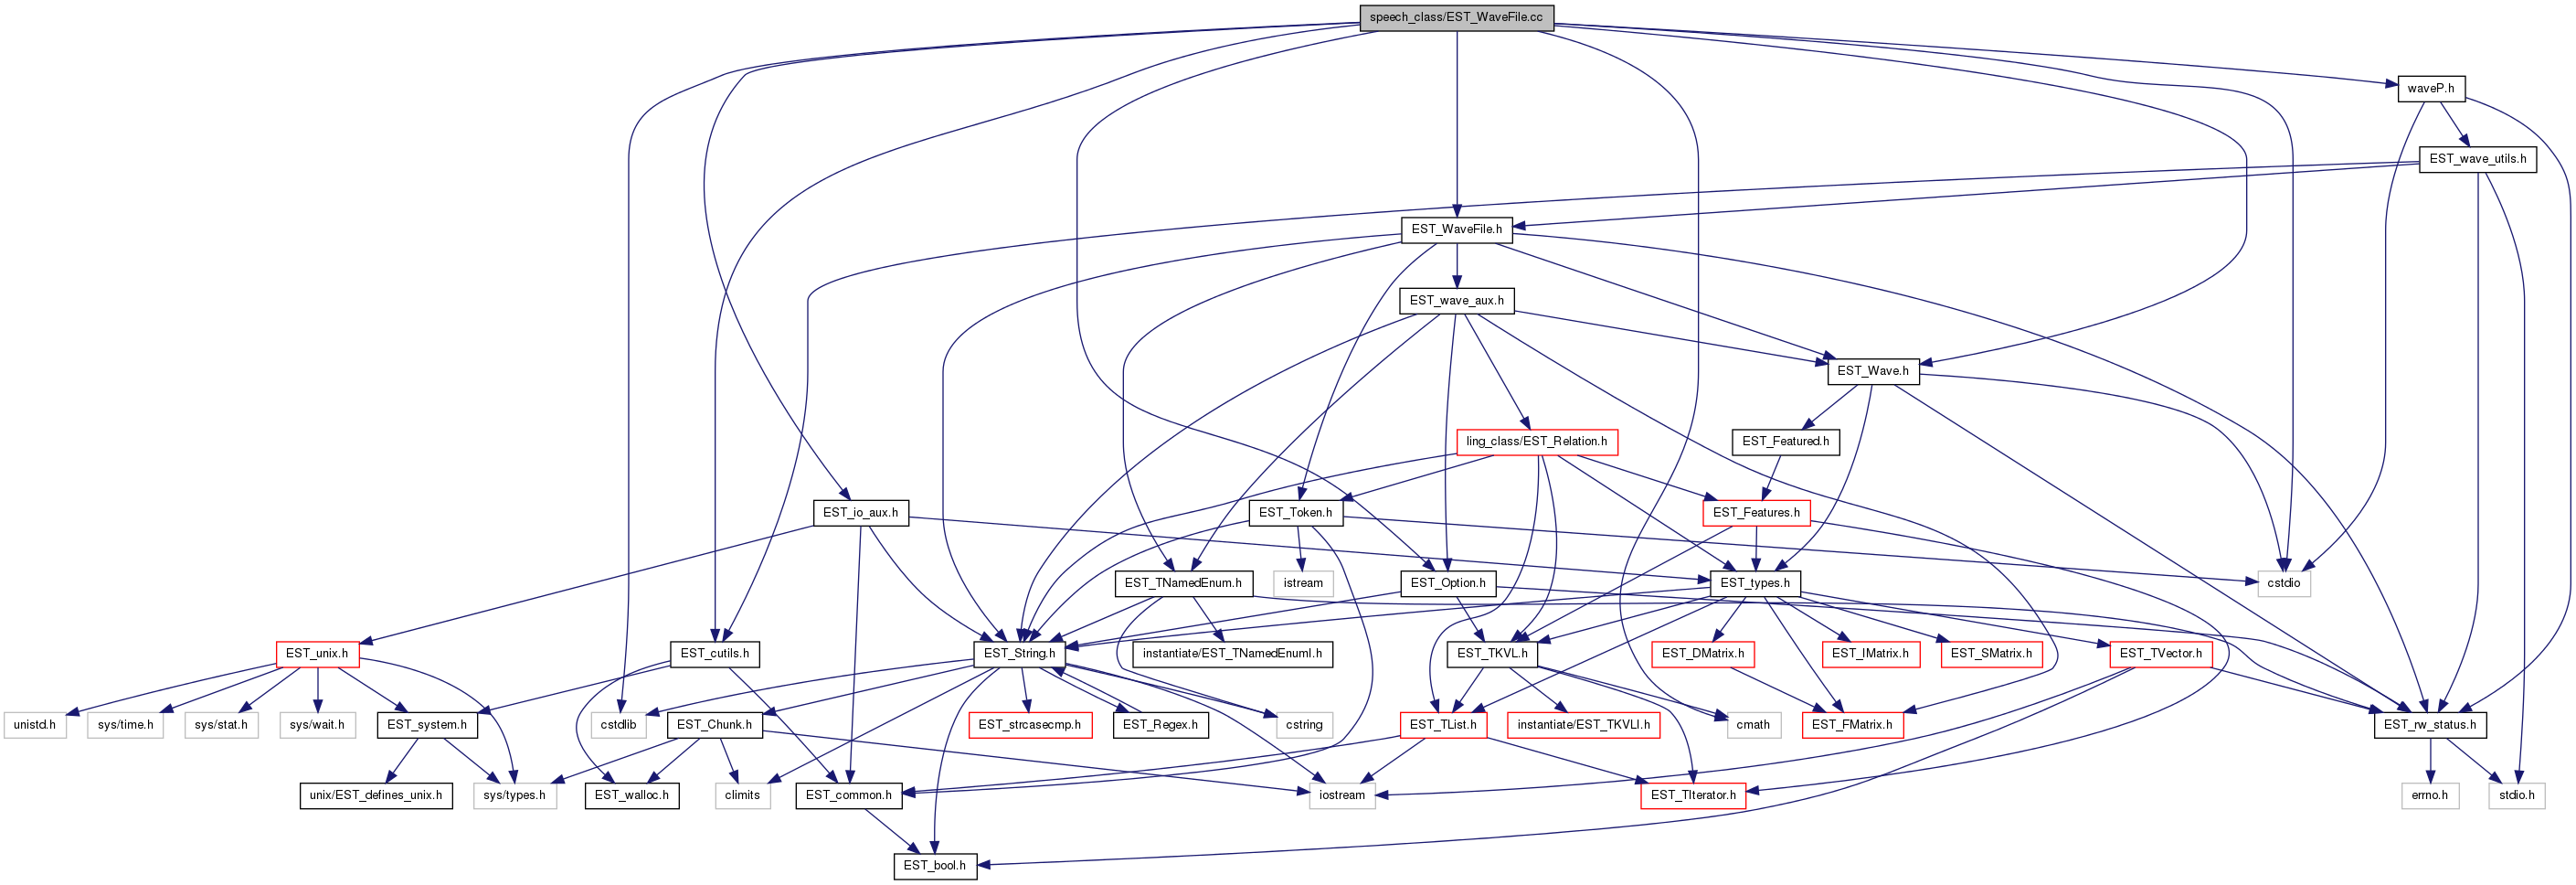 speech_class/EST_WaveFile.cc
waveP.h
EST_wave_utils.h
EST_WaveFile.h
EST_wave_aux.h
EST_Wave.h
ling_class/EST_Relation.h
EST_Featured.h
EST_io_aux.h
EST_Token.h
EST_Features.h
EST_TNamedEnum.h
istream
EST_Option.h
EST_types.h
cstdio
EST_unix.h
EST_cutils.h
EST_String.h
instantiate/EST_TNamedEnumI.h
EST_TKVL.h
EST_DMatrix.h
EST_IMatrix.h
EST_SMatrix.h
EST_TVector.h
unistd.h
sys/time.h
sys/stat.h
sys/wait.h
EST_system.h
cstdlib
EST_Chunk.h
EST_strcasecmp.h
EST_Regex.h
cstring
EST_TList.h
instantiate/EST_TKVLI.h
cmath
EST_FMatrix.h
EST_rw_status.h
unix/EST_defines_unix.h
sys/types.h
EST_walloc.h
climits
EST_common.h
iostream
EST_TIterator.h
errno.h
stdio.h
EST_bool.h